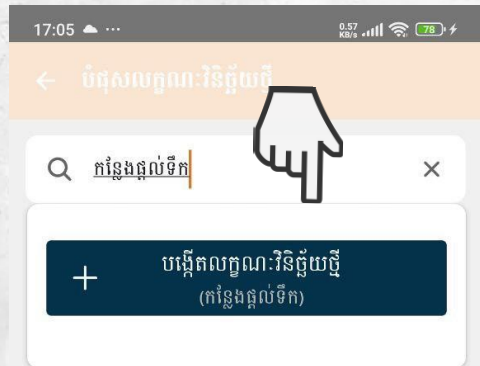 17:05
0.57
KB/s
78
បំផុសលក្ខណៈវិនិច្ឆ័យថ្មី
កន្លែងផ្តល់ទឹក
បង្កើតលក្ខណៈវិនិច្ឆ័យថ្មី
(កន្លែងផ្តល់ទឹក)